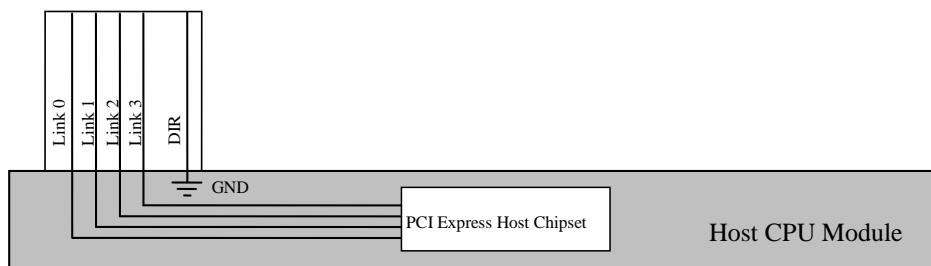 Link 0
Link 1
Link 2
Link 3
DIR
GND
PCI Express Host Chipset
Host CPU Module